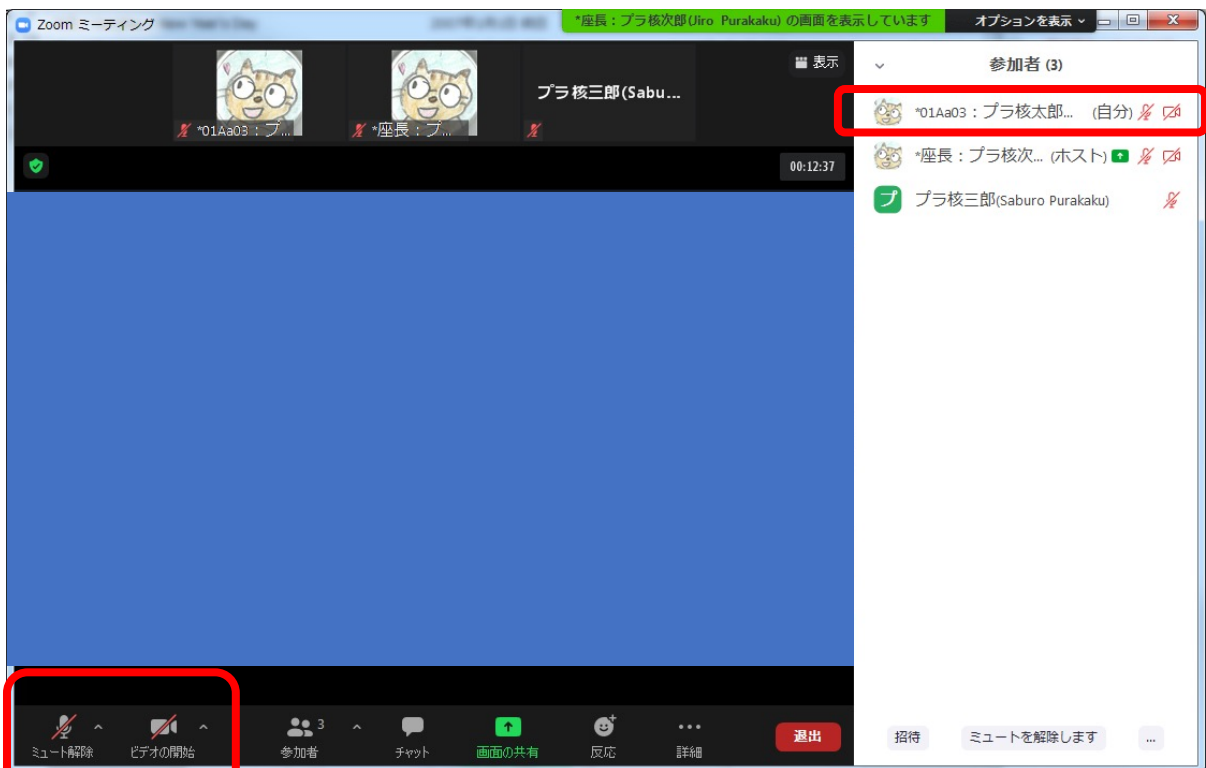 Zoom ミーティング
*座長：プラ核次郎(Jiro Purakaku) の画面を表示しています
オプションを表示
*01Aa03：プ...
*座長：プ...
プラ核三郎(Sabu...
表示
00:12:37
参加者 (3)
*01Aa03：プラ核太郎... (自分)
*座長：プラ核次... (ホスト)
プ プラ核三郎(Saburo Purakaku)
ミュート解除
ビデオの開始
3
参加者
チャット
画面の共有
反応
詳細
退出
招待
ミュートを解除します
...